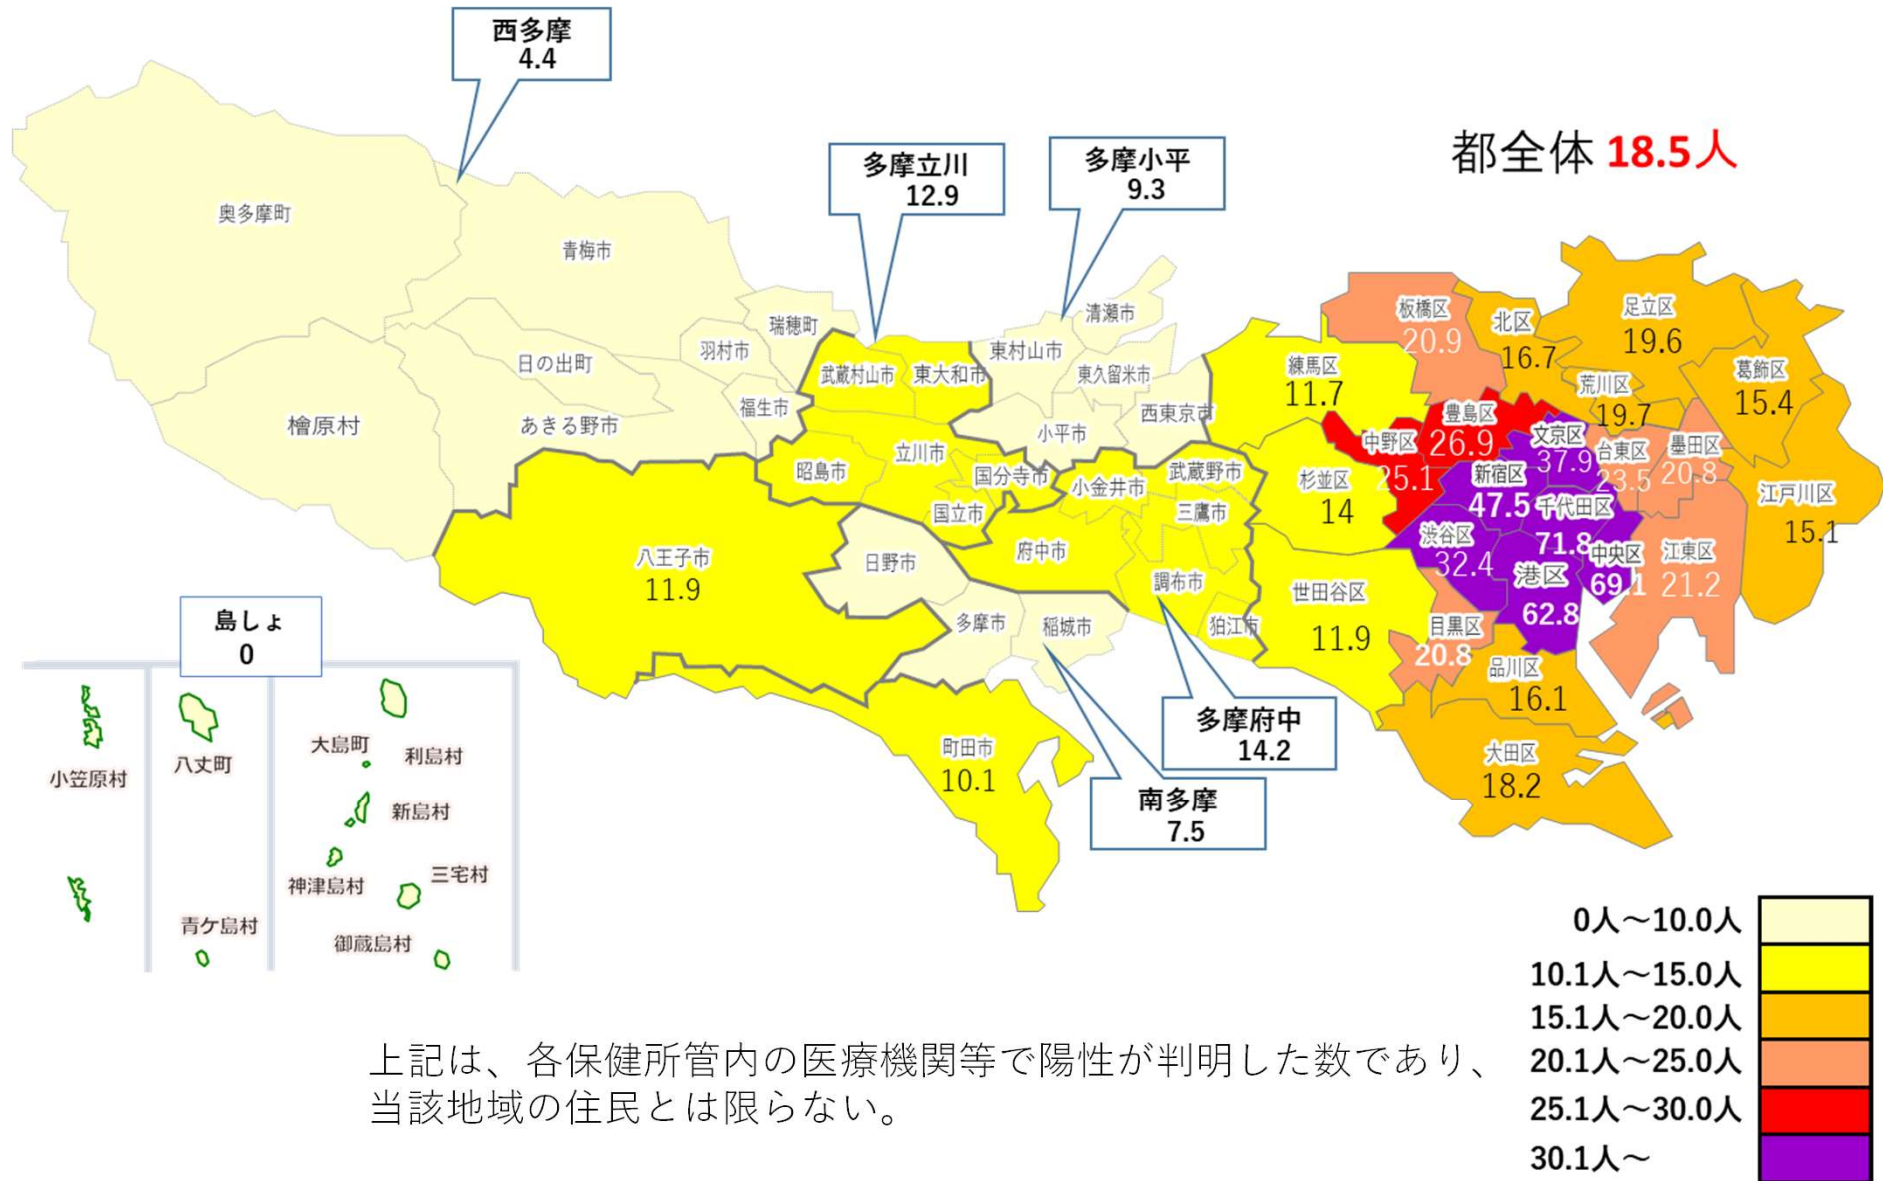 西多摩
4.4
多摩立川
12.9
多摩小平
9.3
都全体 18.5人
奥多摩町
青梅市
瑞穂町
羽村市
日の出町
福生市
あきる野市
檜原村
武蔵村山市
東大和市
東村山市
清瀬市
東久留米市
西東京市
小平市
昭島市
立川市
国分寺市
国立市
小金井市
武蔵野市
三鷹市
府中市
調布市
狛江市
八王子市
11.9
日野市
多摩市
稲城市
町田市
10.1
多摩府中
14.2
南多摩
7.5
板橋区
20.9
北区
16.7
足立区
19.6
葛飾区
15.4
荒川区
19.7
練馬区
11.7
豊島区
26.9
中野区
25.1
文京区
37.9
台東区
23.5
墨田区
20.8
新宿区
47.5
千代田区
71.8
杉並区
14
江戸川区
15.1
渋谷区
32.4
中央区
69.1
江東区
21.2
港区
62.8
世田谷区
11.9
目黒区
20.8
品川区
16.1
大田区
18.2
島しょ
0
小笠原村
八丈町
青ケ島村
大島町
利島村
新島村
神津島村
三宅村
御蔵島村
0人～10.0人
10.1人～15.0人
15.1人～20.0人
20.1人～25.0人
25.1人～30.0人
30.1人～
上記は、各保健所管内の医療機関等で陽性が判明した数であり、
当該地域の住民とは限らない。